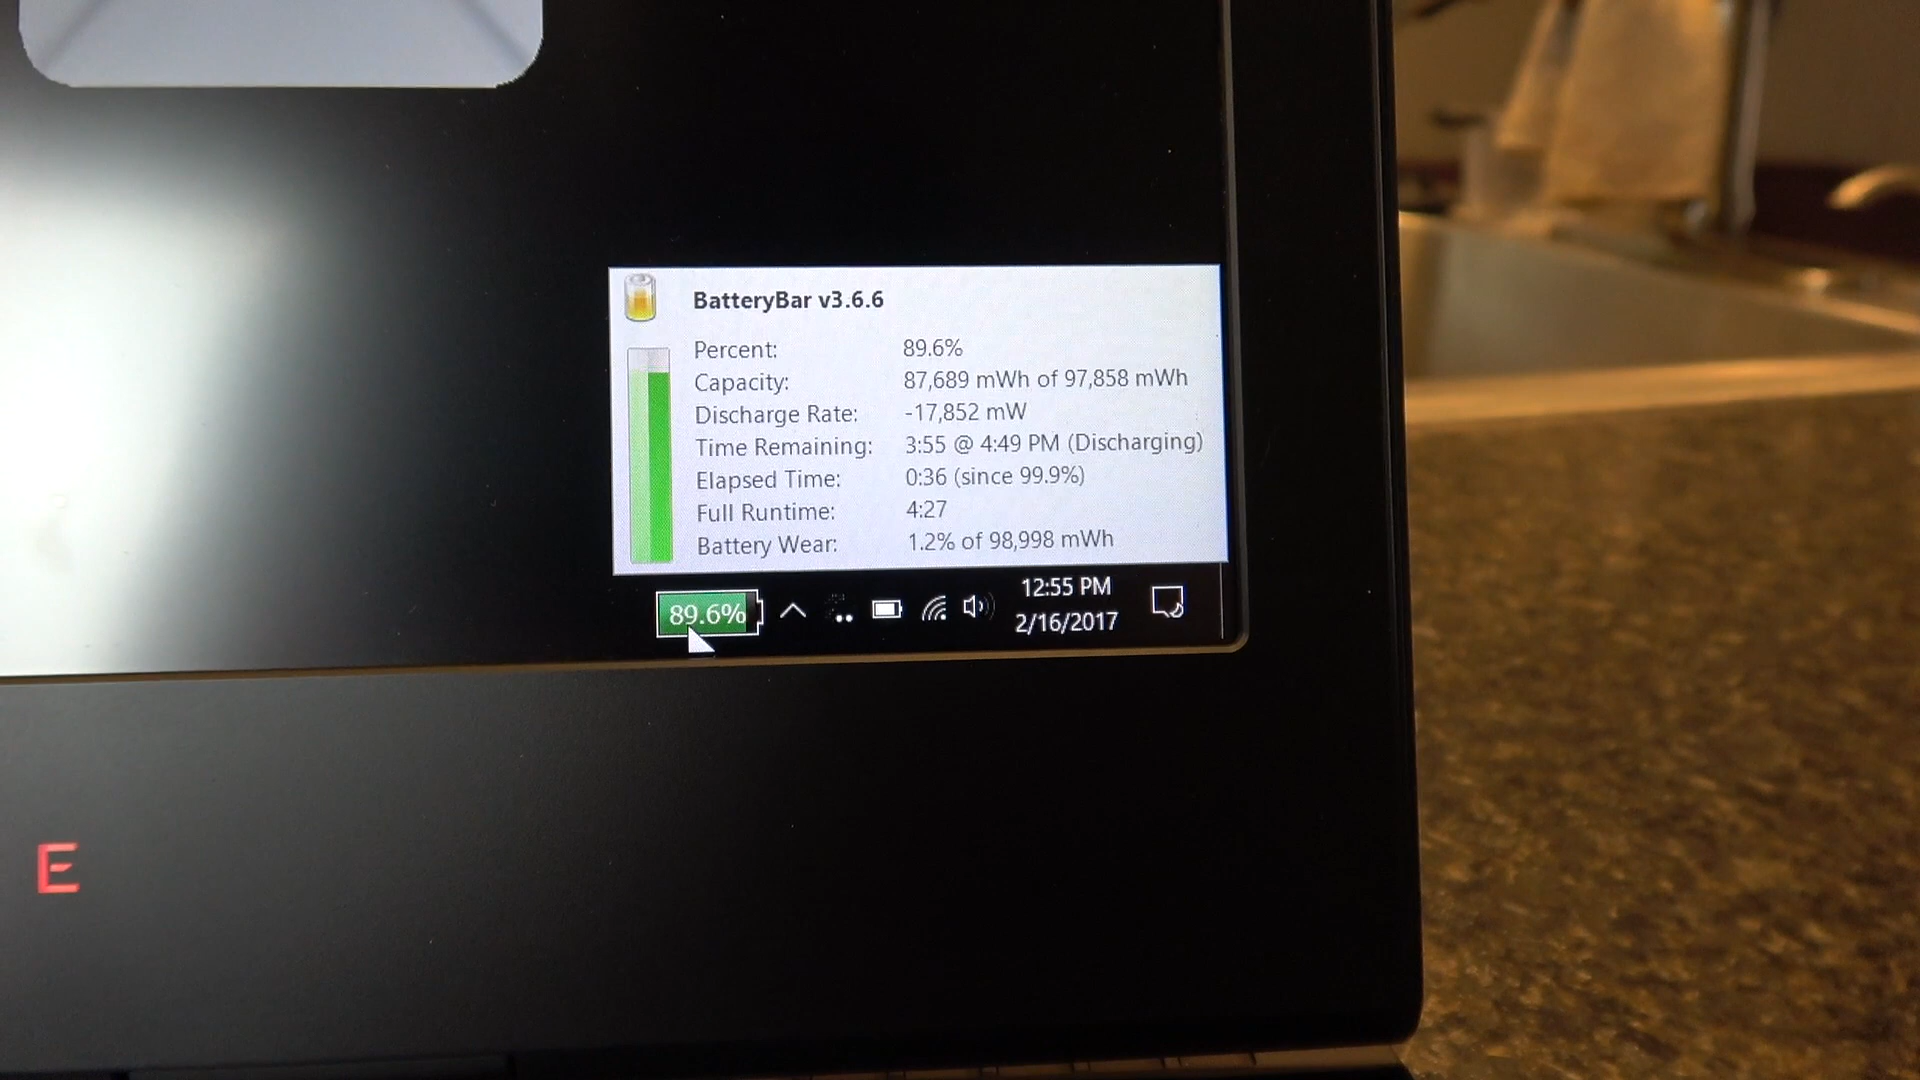 BatteryBar v3.6.6
Percent: 89.6%
Capacity: 87,689 mWh of 97,858 mWh
Discharge Rate: -17,852 mW
Time Remaining: 3:55 @ 4:49 PM (Discharging)
Elapsed Time: 0:36 (since 99.9%)
Full Runtime: 4:27
Battery Wear: 1.2% of 98,998 mWh
89.6%
12:55 PM
2/16/2017
E